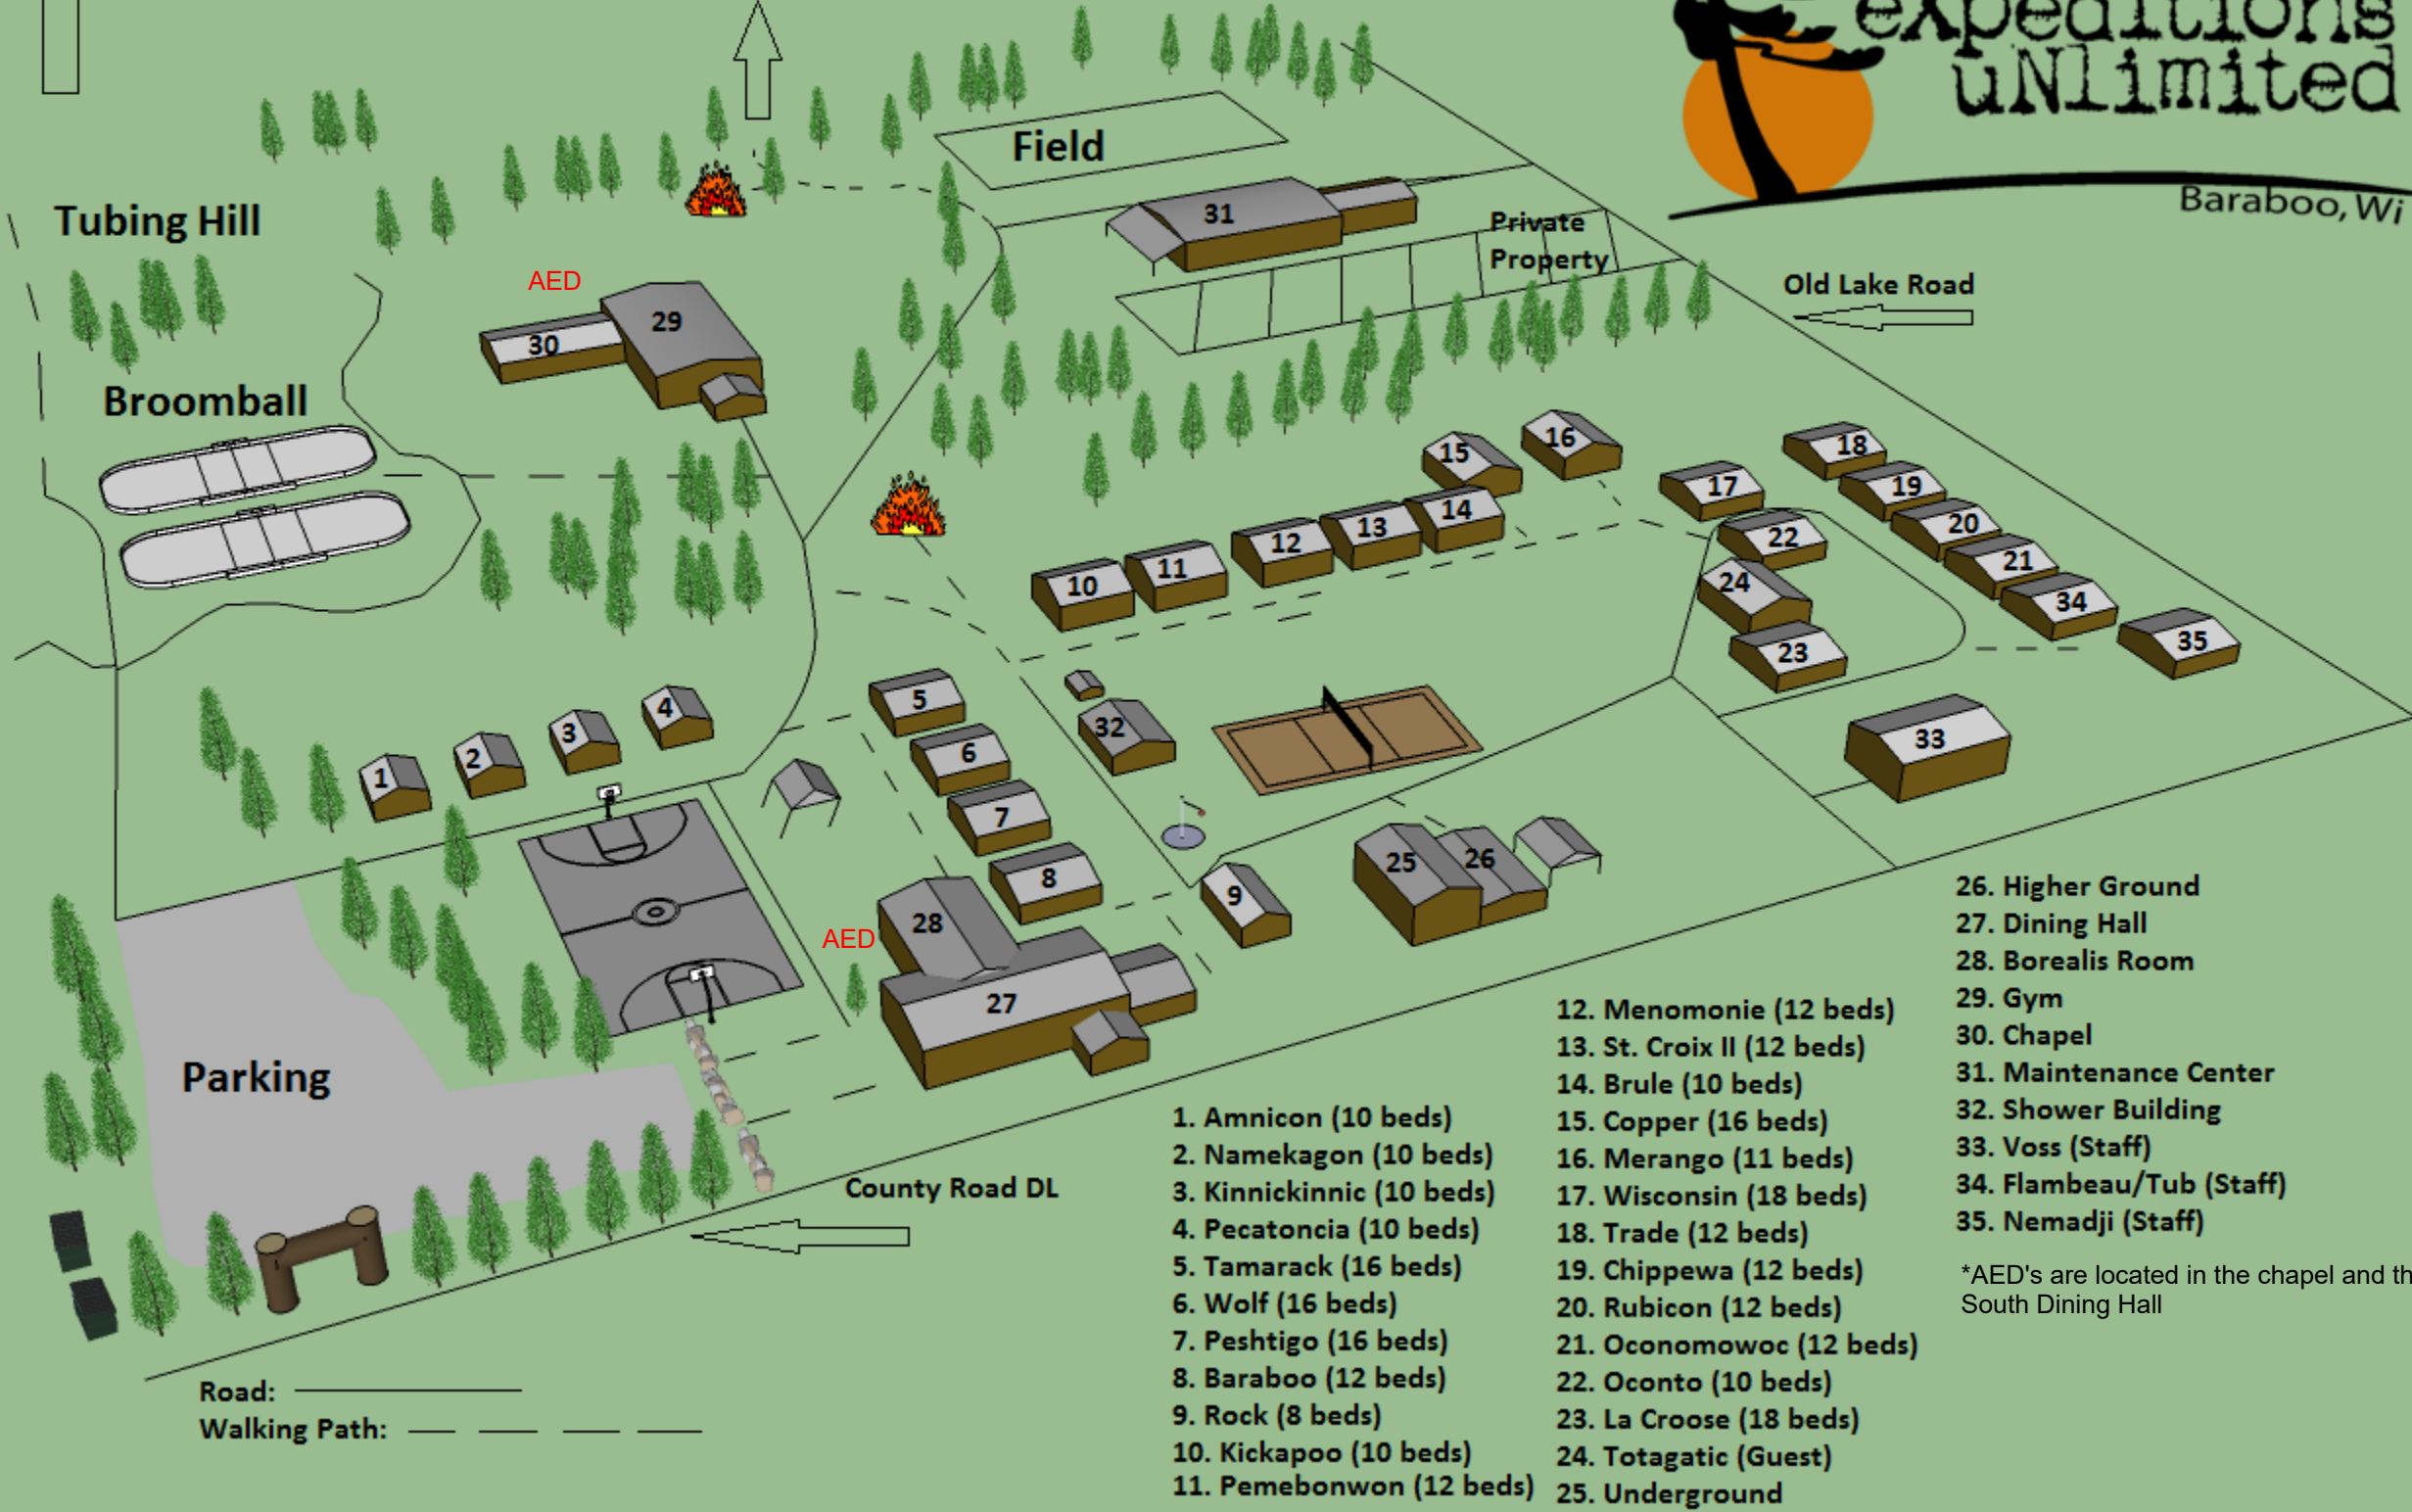 expeditions
uNlimited
Baraboo, Wi
Field
Tubing Hill
31
Private
Property
AED
Old Lake Road
29
30
Broomball
16
15
18
17
19
14
20
13
12
22
21
11
10
24
34
35
23
5
4
32
3
6
33
2
1
7
25
26
8
9
28
AED
27
Parking
County Road DL
1. Amnicon (10 beds)
2. Namekagon (10 beds)
3. Kinnickinnic (10 beds)
4. Pecatoncia (10 beds)
5. Tamarack (16 beds)
6. Wolf (16 beds)
7. Peshtigo (16 beds)
8. Baraboo (12 beds)
9. Rock (8 beds)
10. Kickapoo (10 beds)
11. Pemebonwon (12 beds)
12. Menomonie (12 beds)
13. St. Croix II (12 beds)
14. Brule (10 beds)
15. Copper (16 beds)
16. Merango (11 beds)
17. Wisconsin (18 beds)
18. Trade (12 beds)
19. Chippewa (12 beds)
20. Rubicon (12 beds)
21. Oconomowoc (12 beds)
22. Oconto (10 beds)
23. La Croose (18 beds)
24. Totagatic (Guest)
25. Underground
26. Higher Ground
27. Dining Hall
28. Borealis Room
29. Gym
30. Chapel
31. Maintenance Center
32. Shower Building
33. Voss (Staff)
34. Flambeau/Tub (Staff)
35. Nemadji (Staff)
*AED's are located in the chapel and th
South Dining Hall
Road:
Walking Path: